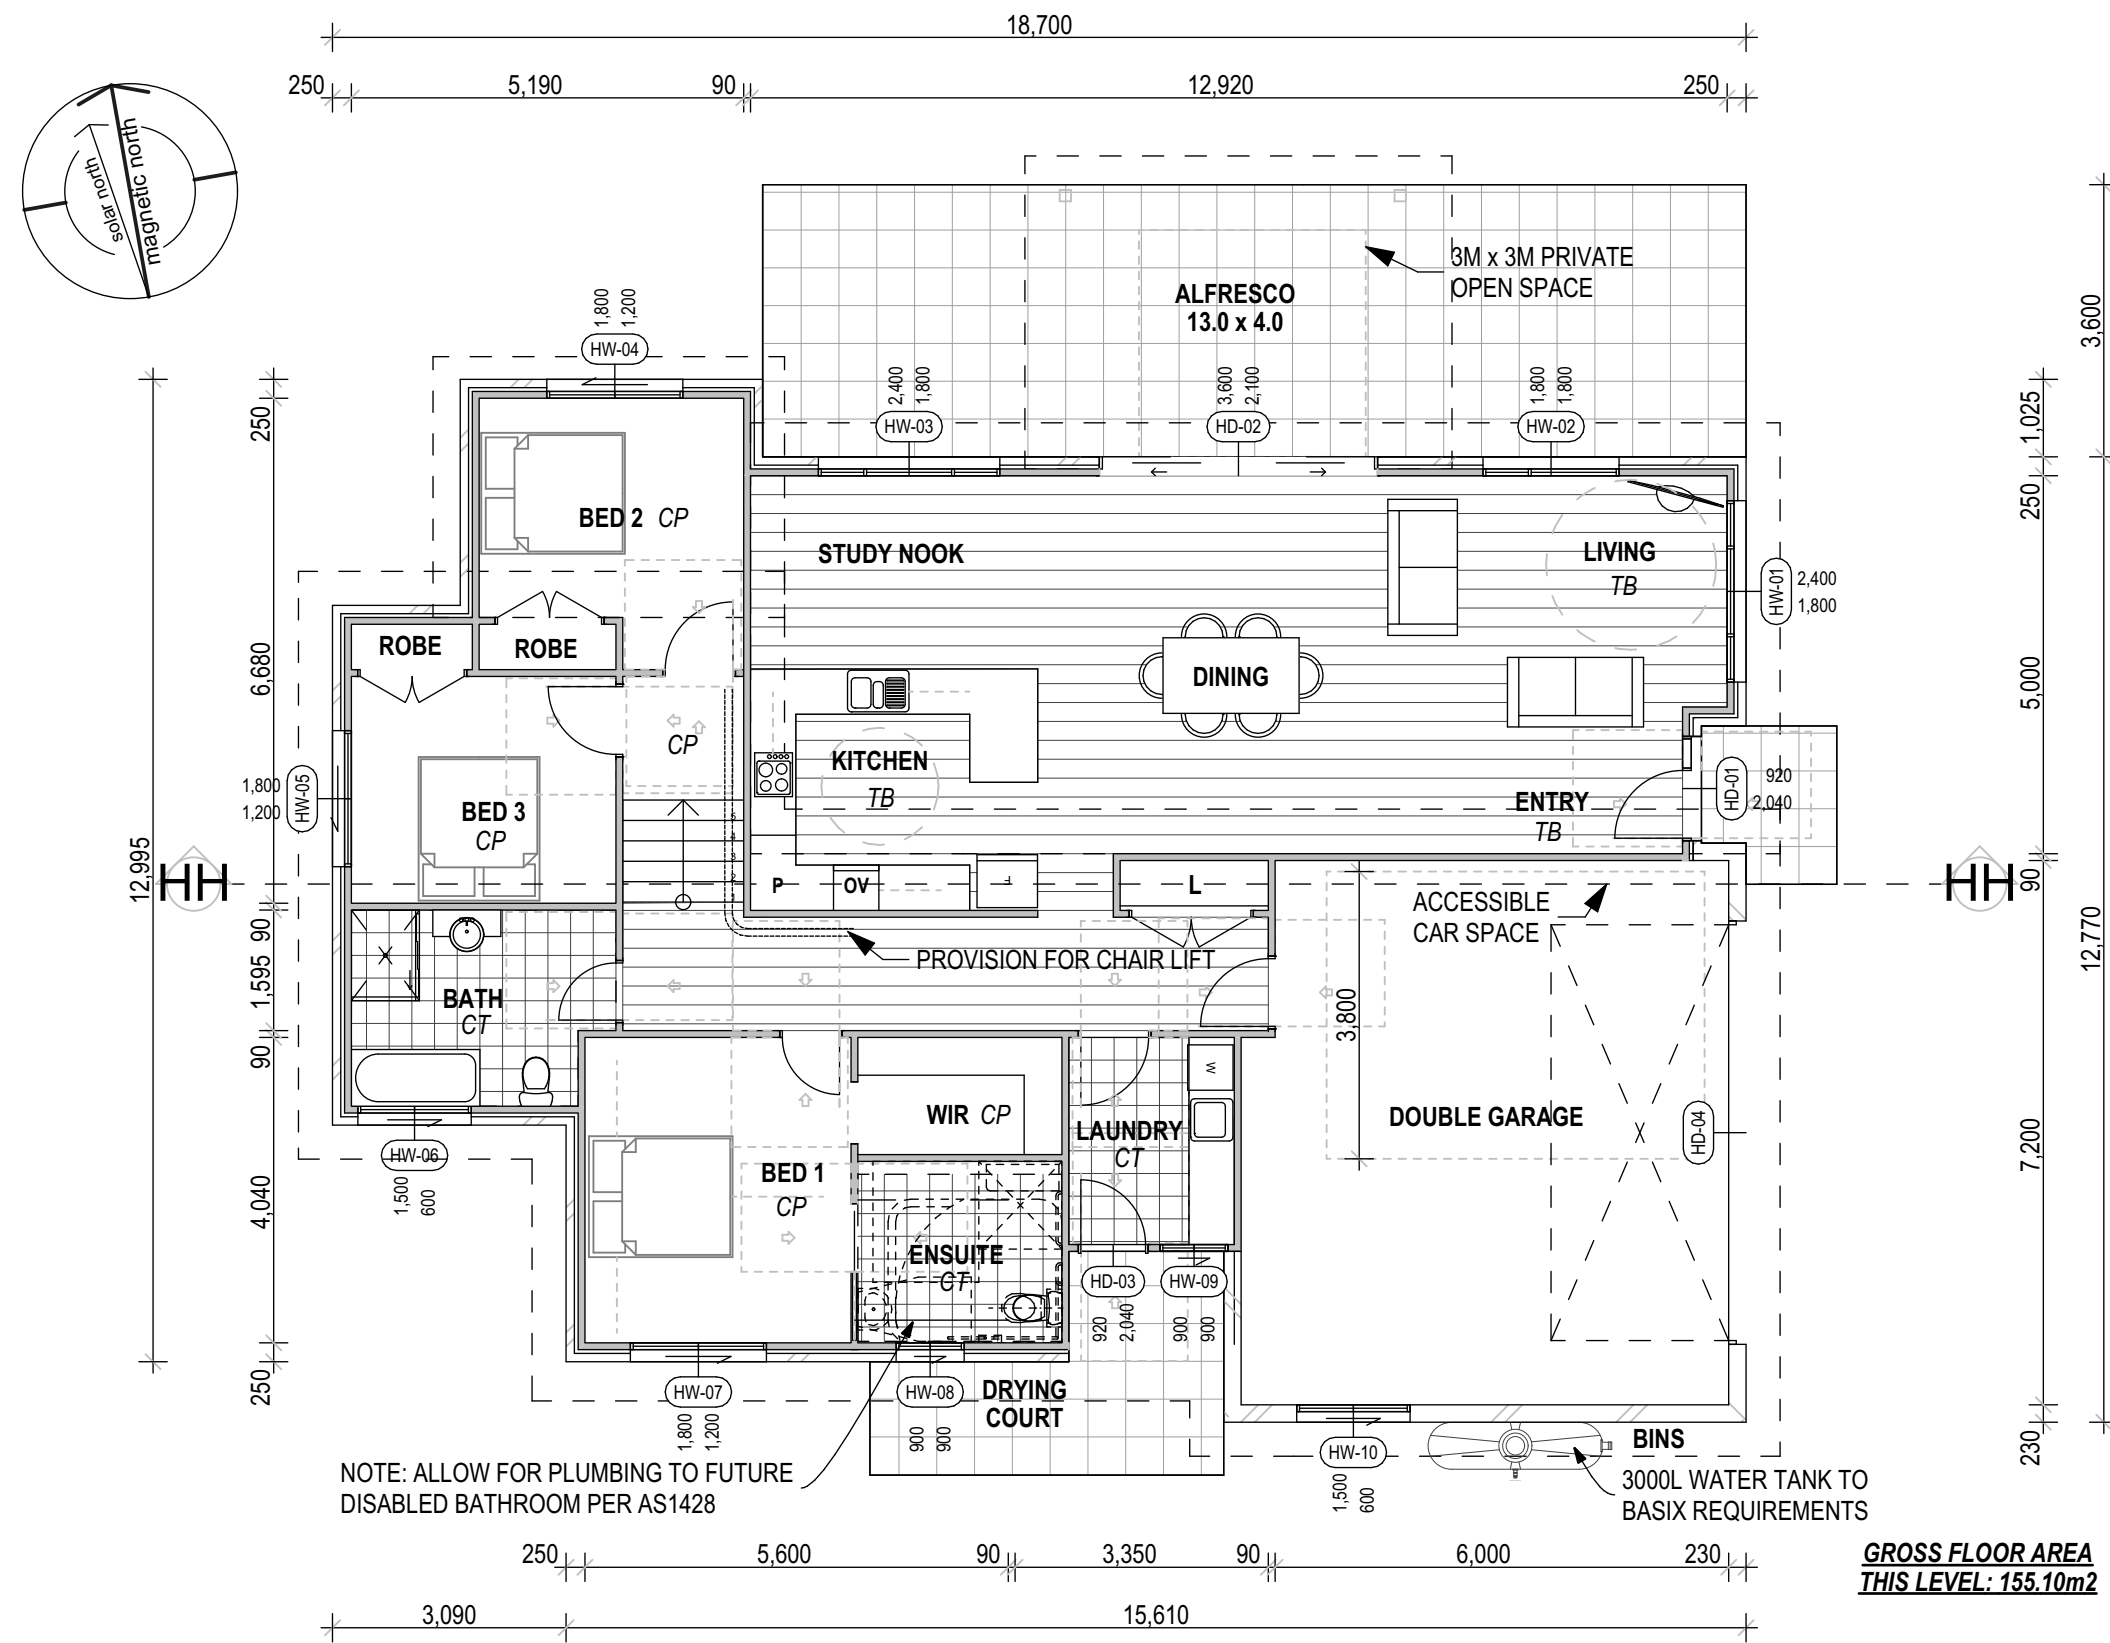 18,700
250
5,190
90
12,920
250
magnetic north
solar north
3M x 3M PRIVATE
OPEN SPACE
ALFRESCO
13.0 x 4.0
3,600
1,800
1,200
HW-04
2,400
1,800
HW-03
3,600
2,100
HD-02
1,800
1,800
HW-02
250
1,025
250
BED 2 CP
STUDY NOOK
LIVING
TB
HW-01
2,400
1,800
ROBE
ROBE
6,680
DINING
5,000
CP
KITCHEN
TB
1,800
1,200
HW-05
BED 3
CP
ENTRY
TB
HD-01
920
2,040
5
4
3
2
12,995
P
OV
F
L
90
ACCESSIBLE
CAR SPACE
90
PROVISION FOR CHAIR LIFT
12,770
1,595
BATH
CT
3,800
90
W
WIR CP
LAUNDRY
CT
DOUBLE GARAGE
HD-04
HW-06
1,500
600
BED 1
CP
7,200
4,040
ENSUITE
CT
HD-03
920
2,040
HW-09
900
900
250
HW-07
1,800
1,200
HW-08
900
900
DRYING
COURT
HW-10
1,500
600
BINS
230
NOTE: ALLOW FOR PLUMBING TO FUTURE
DISABLED BATHROOM PER AS1428
3000L WATER TANK TO
BASIX REQUIREMENTS
250
5,600
90
3,350
90
6,000
230
GROSS FLOOR AREA
THIS LEVEL: 155.10m2
3,090
15,610